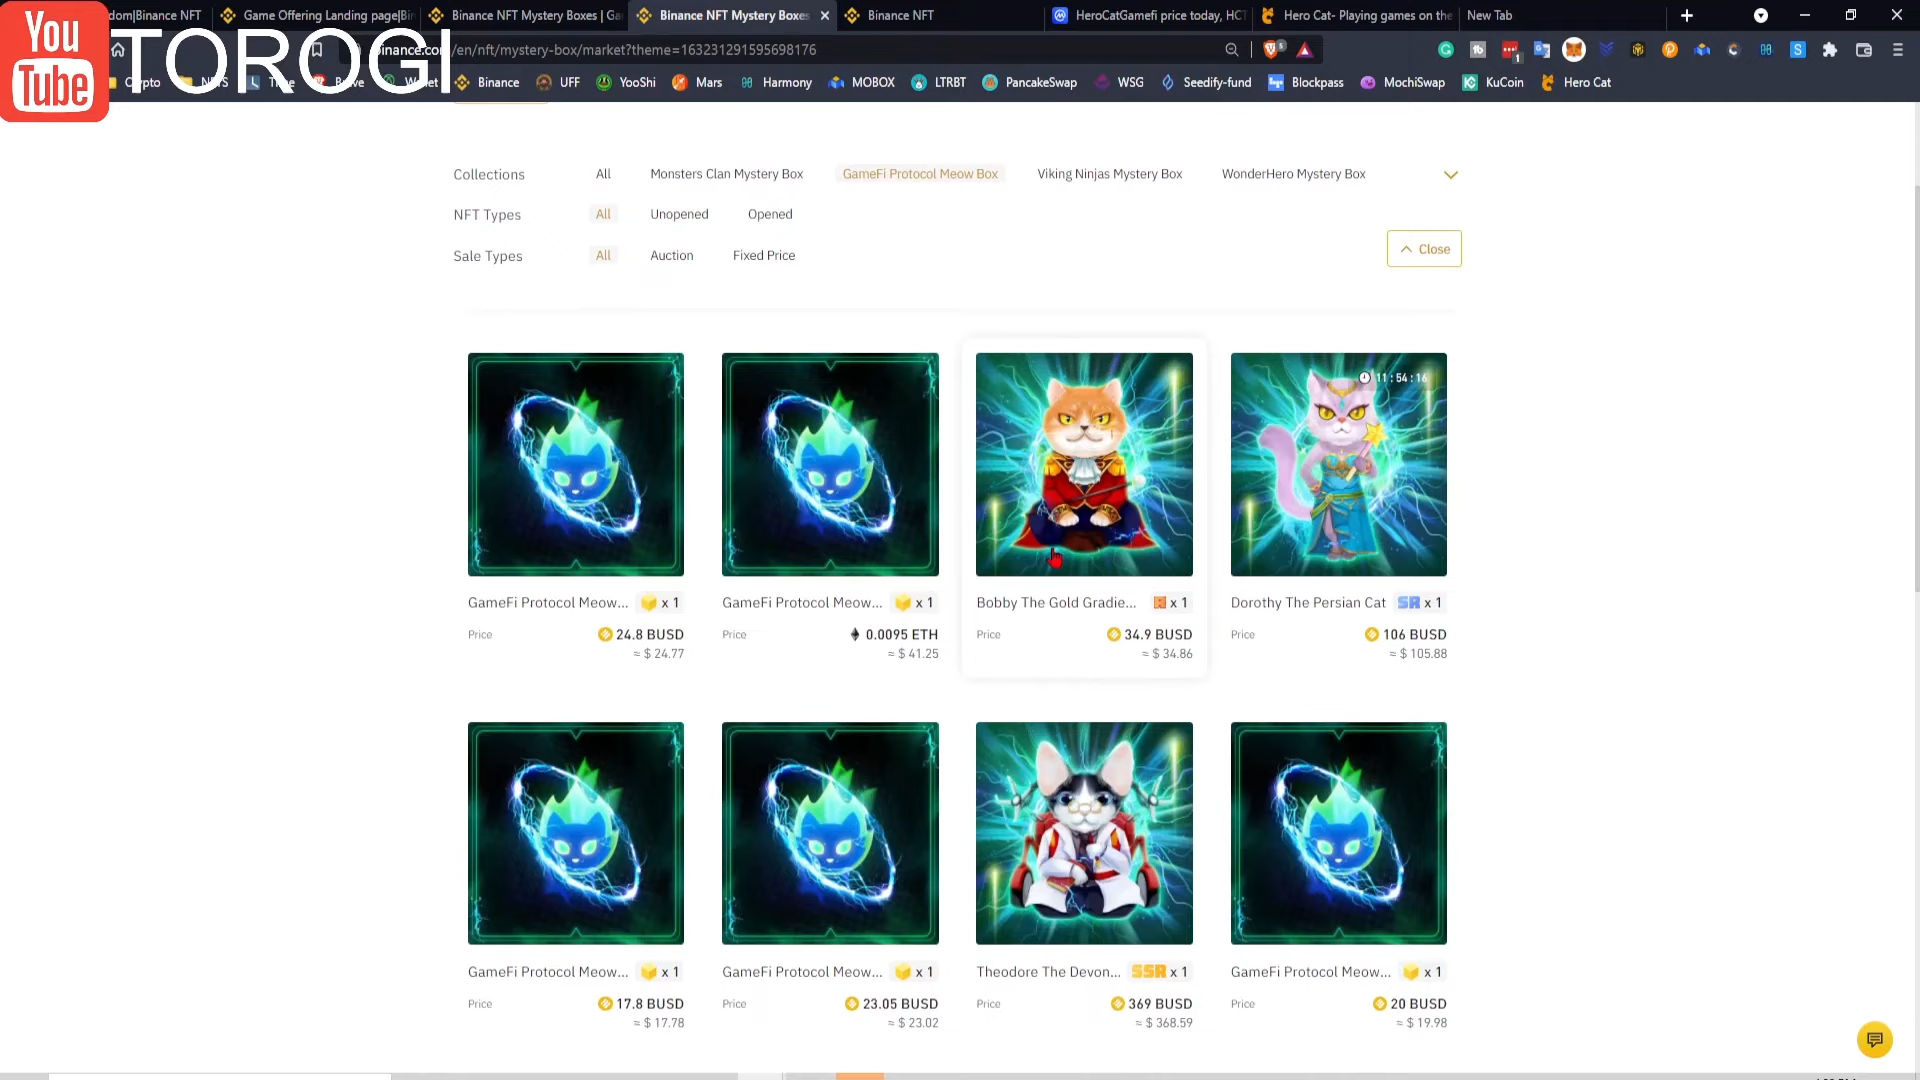 You
Tube
TOROGI
dom|Binance NFT
Game Offering Landing page|Bin
Binance NFT Mystery Boxes | Ga
Binance NFT Mystery Boxes
Binance NFT
HeroCatGamefi price today, HCT
Hero Cat- Playing games on the
New Tab
binance.com/en/nft/mystery-box/market?theme=163231291595698176
Crypto
NFTS
Brave
Wallet
Binance
UFF
YooShi
Mars
Harmony
MOBOX
LTRBT
PancakeSwap
WSG
Seedify-fund
Blockpass
MochiSwap
KuCoin
Hero Cat
Collections All Monsters Clan Mystery Box GameFi Protocol Meow Box Viking Ninjas Mystery Box WonderHero Mystery Box
NFT Types All Unopened Opened
Sale Types All Auction Fixed Price
Close
11:54:16
GameFi Protocol Meow... x 1
Price 24.8 BUSD
≈ $ 24.77
GameFi Protocol Meow... x 1
Price 0.0095 ETH
≈ $ 41.25
Bobby The Gold Gradie... R x 1
Price 34.9 BUSD
≈ $ 34.86
Dorothy The Persian Cat SR x 1
Price 106 BUSD
≈ $ 105.88
GameFi Protocol Meow... x 1
Price 17.8 BUSD
≈ $ 17.78
GameFi Protocol Meow... x 1
Price 23.05 BUSD
≈ $ 23.02
Theodore The Devon... SSR x 1
Price 369 BUSD
≈ $ 368.59
GameFi Protocol Meow... x 1
Price 20 BUSD
≈ $ 19.98